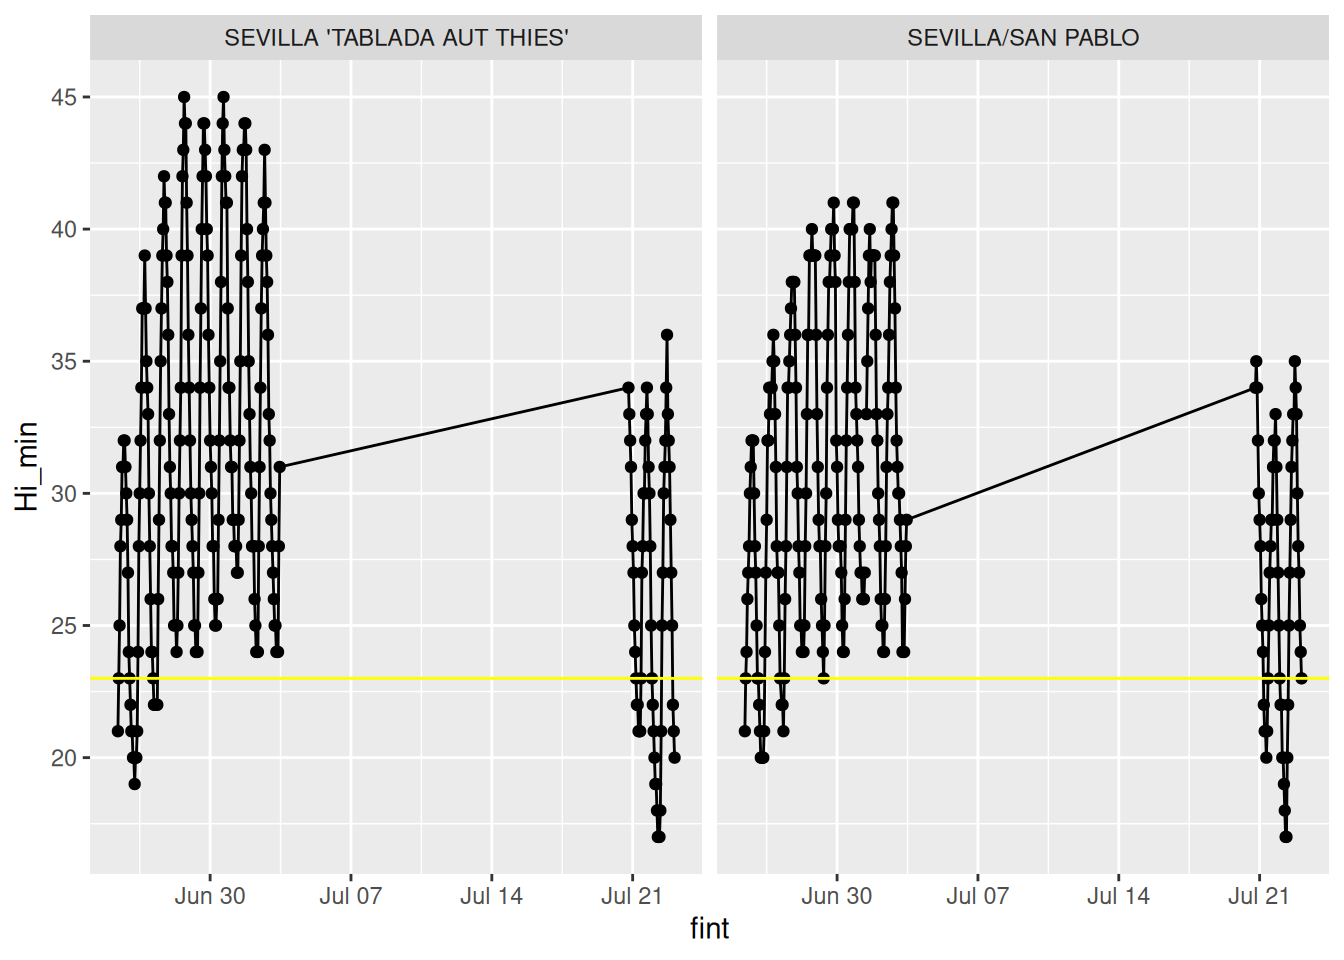 SEVILLA 'TABLADA AUT THIES'
SEVILLA/SAN PABLO
Hi_min
45
40
35
30
25
20
Jun 30 Jul 07 Jul 14 Jul 21
Jun 30 Jul 07 Jul 14 Jul 21
fint